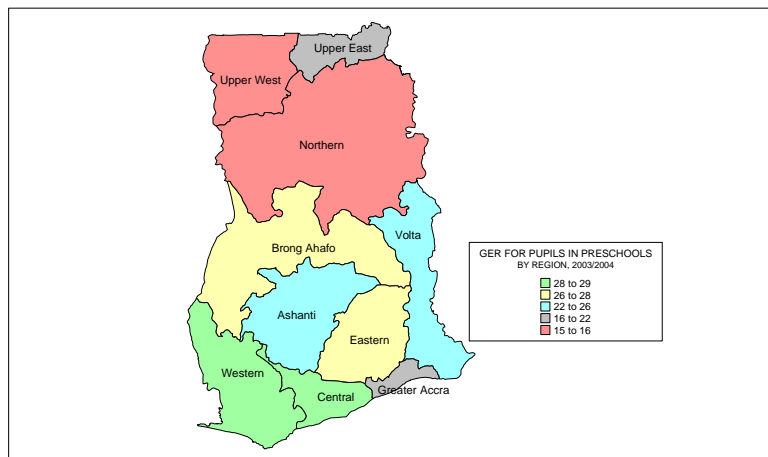 Upper East
Upper West
Northern
Volta
Brong Ahafo
GER FOR PUPILS IN PRESCHOOLS
BY REGION, 2003/2004
28 to 29
26 to 28
22 to 26
16 to 22
15 to 16
Ashanti
Eastern
Western
Central
Greater Accra